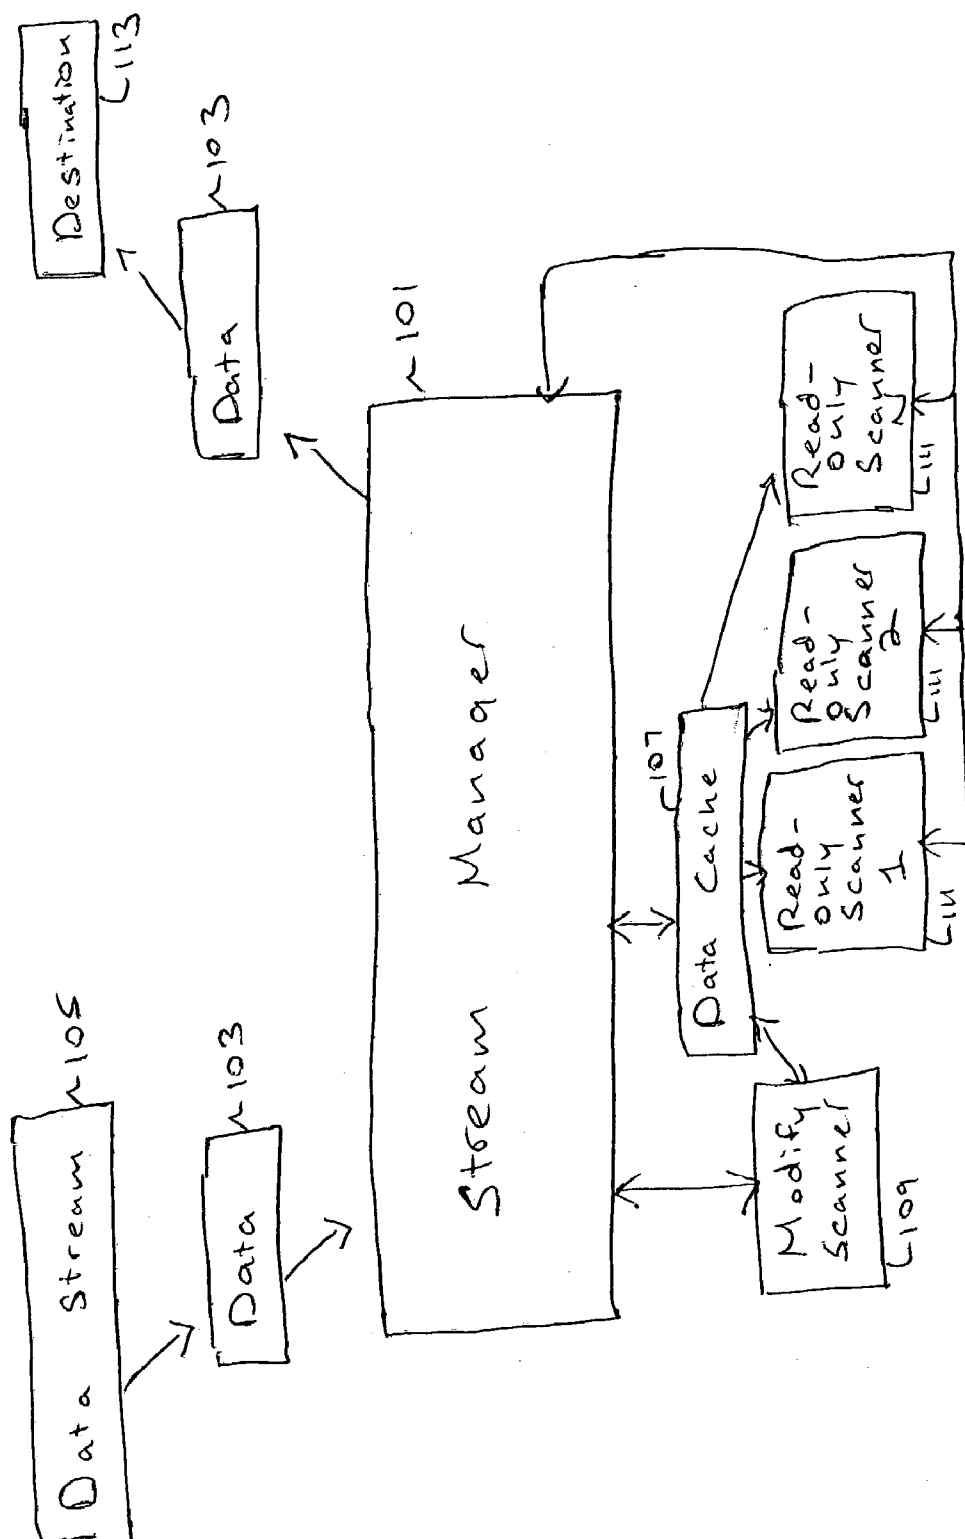 Data Stream
105
Destination
113
Data
103
Data
103
101
Stream Manager
107
Data Cache
Modify
Scanner
109
Read-
only
Scanner
1
111
Read-
only
Scanner
2
111
Read-
only
Scanner
111